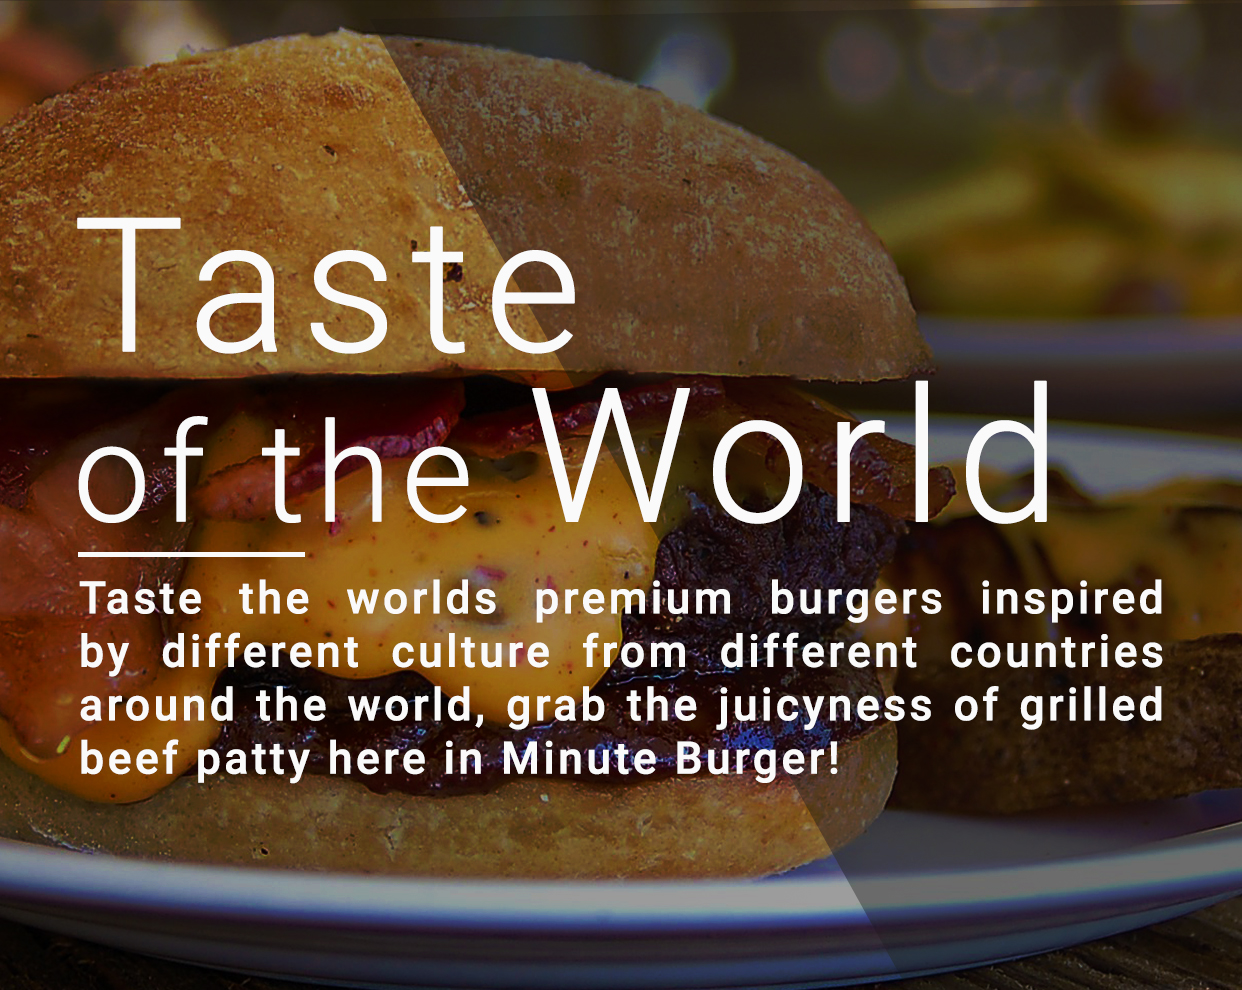 Taste
of the World
Taste the worlds premium burgers inspired
by different culture from different countries
around the world, grab the juicyness of grilled
beef patty here in Minute Burger!